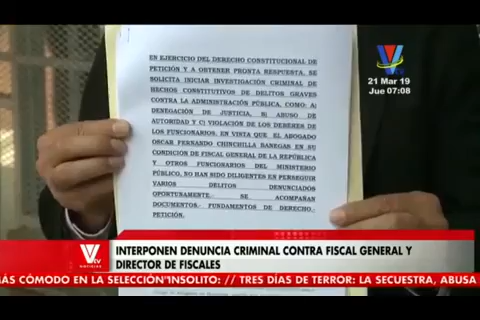 EN EJERCICIO DEL DERECHO CONSTITUCIONAL DE
PETICIÓN Y A OBTENER PRONTA RESPUESTA, SE
SOLICITA INICIAR INVESTIGACIÓN CRIMINAL DE
HECHOS CONSTITUTIVOS DE DELITOS GRAVES
CONTRA LA ADMINISTRACIÓN PÚBLICA, COMO: A)
DENEGACIÓN DE JUSTICIA, B) ABUSO DE
AUTORIDAD Y C) VIOLACIÓN DE LOS DEBERES DE
LOS FUNCIONARIOS, EN VISTA QUE EL ABOGADO
OSCAR FERNANDO CHINCHILLA BANEGAS EN SU
CONDICIÓN DE FISCAL GENERAL DE LA REPÚBLICA
Y OTROS FUNCIONARIOS DEL MINISTERIO
PÚBLICO, NO HAN SIDO DILIGENTES EN PERSEGUIR
VARIOS DELITOS DENUNCIADOS
OPORTUNAMENTE.- SE ACOMPAÑAN
DOCUMENTOS.- FUNDAMENTOS DE DERECHO.-
PETICIÓN.-
VTV
21 Mar 19
Jue 07:08
Vtv
NOTICIAS
INTERPONEN DENUNCIA CRIMINAL CONTRA FISCAL GENERAL Y
DIRECTOR DE FISCALES
MÁS CÓMODO EN LA SELECCIÓN"INSOLITO: // TRES DÍAS DE TERROR: LA SECUESTRA, ABUSA